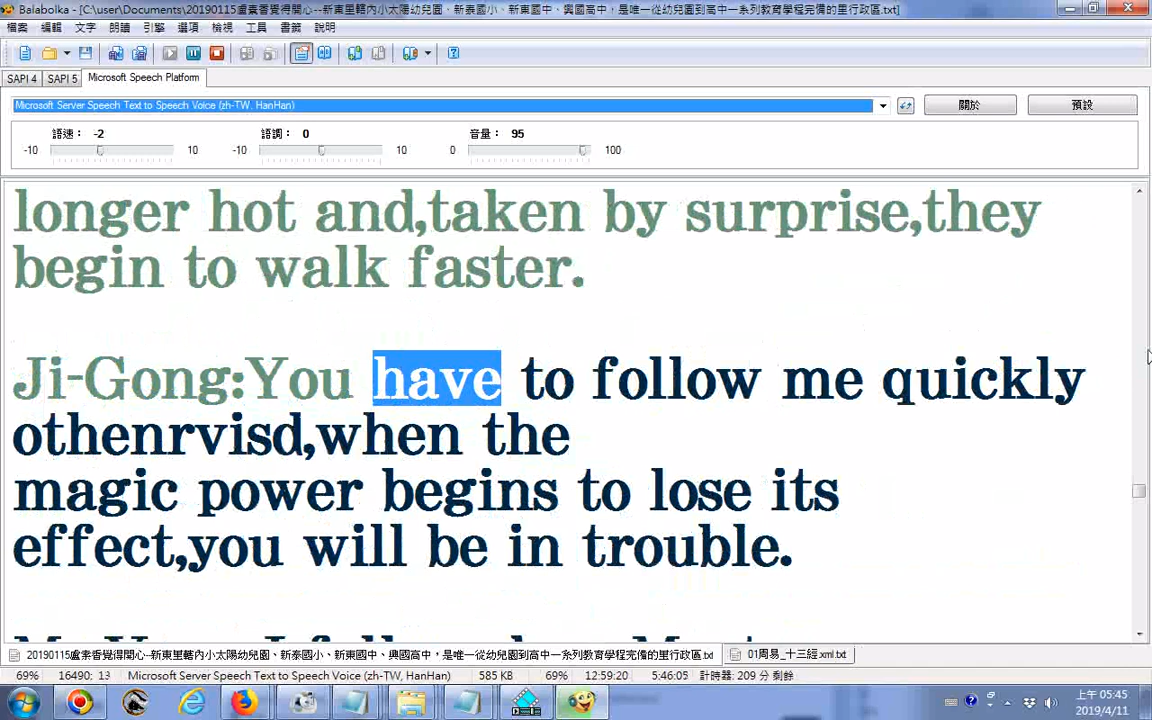 Balabolka - [C:\user\Documents\20190115盧素香覺得開心--新東里轄內小太陽幼兒園、新泰國小、新東國中、興國高中，是唯一從幼兒園到高中一系列教育學程完備的里行政區.txt]
檔案 編輯 文字 朗讀 引擎 選項 檢視 工具 書籤 說明
SAPI 4 SAPI 5 Microsoft Speech Platform
Microsoft Server Speech Text to Speech Voice (zh-TW, HanHan) 關於 預設
語速： -2 語調： 0 音量： 95
-10 10 -10 10 0 100
longer hot and,taken by surprise,they
begin to walk faster.
Ji-Gong:You have to follow me quickly
othenrvisd,when the
magic power begins to lose its
effect,you will be in trouble.
20190115盧素香覺得開心--新東里轄內小太陽幼兒園、新泰國小、新東國中、興國高中，是唯一從幼兒園到高中一系列教育學程完備的里行政區.txt 01周易_十三經.xml.txt
69% 16490; 13 Microsoft Server Speech Text to Speech Voice (zh-TW, HanHan) 585 KB 69% 12:59:20 5:46:05 計時器: 209 分 剩餘
上午 05:45
2019/4/11